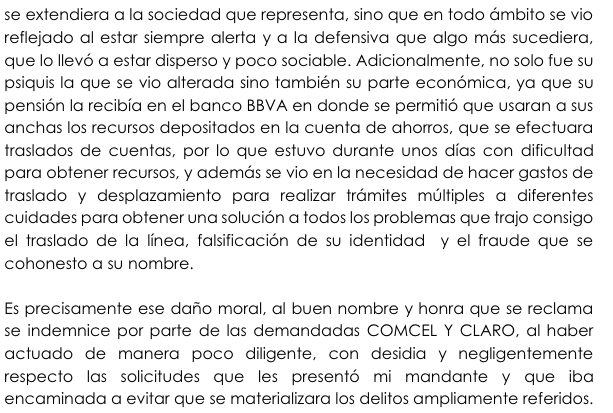 se extendiera a la sociedad que representa, sino que en todo ámbito se vio
reflejado al estar siempre alerta y a la defensiva que algo más sucediera,
que lo llevó a estar disperso y poco sociable. Adicionalmente, no solo fue su
psiquis la que se vio alterada sino también su parte económica, ya que su
pensión la recibía en el banco BBVA en donde se permitió que usaran a sus
anchas los recursos depositados en la cuenta de ahorros, que se efectuara
traslados de cuentas, por lo que estuvo durante unos días con dificultad
para obtener recursos, y además se vio en la necesidad de hacer gastos de
traslado y desplazamiento para realizar trámites múltiples a diferentes
cuidades para obtener una solución a todos los problemas que trajo consigo
el traslado de la línea, falsificación de su identidad y el fraude que se
cohonesto a su nombre.
Es precisamente ese daño moral, al buen nombre y honra que se reclama
se indemnice por parte de las demandadas COMCEL Y CLARO, al haber
actuado de manera poco diligente, con desidia y negligentemente
respecto las solicitudes que les presentó mi mandante y que iba
encaminada a evitar que se materializara los delitos ampliamente referidos.